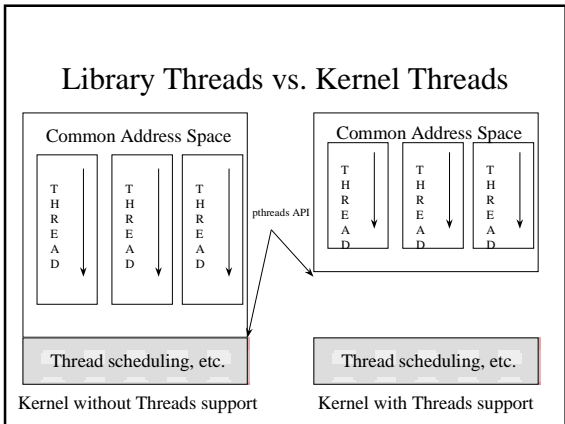 Library Threads vs. Kernel Threads
Common Address Space
THREAD
THREAD
THREAD
Thread scheduling, etc.
Kernel without Threads support
pthreads API
Common Address Space
THREAD
THREAD
THREAD
Thread scheduling, etc.
Kernel with Threads support